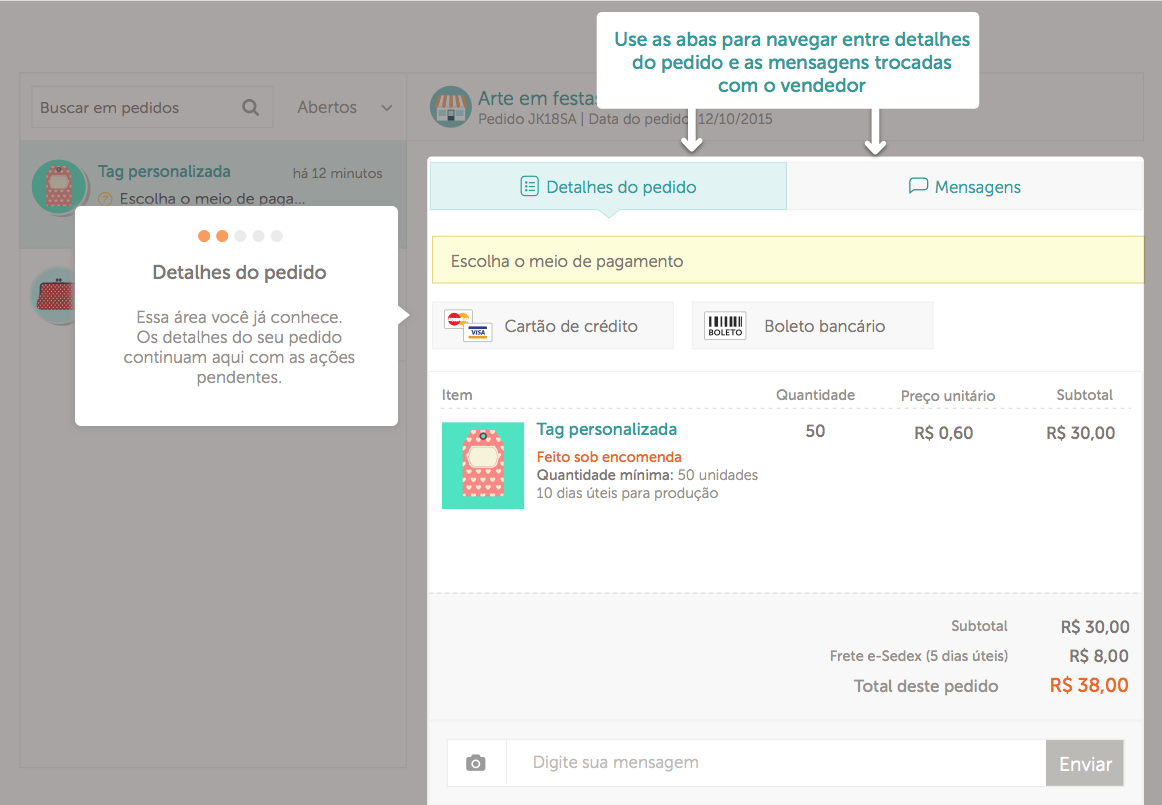 Use as abas para navegar entre detalhes
do pedido e as mensagens trocadas
com o vendedor
Buscar em pedidos
Abertos
Arte em festas
Pedido JK18SA | Data do pedido 12/10/2015
Tag personalizada
há 12 minutos
Escolha o meio de paga...
Detalhes do pedido
Essa área você já conhece.
Os detalhes do seu pedido
continuam aqui com as ações
pendentes.
Detalhes do pedido
Mensagens
Escolha o meio de pagamento
VISA
Cartão de crédito
BOLETO
Boleto bancário
Item Quantidade Preço unitário Subtotal
Tag personalizada 50 R$ 0,60 R$ 30,00
Feito sob encomenda
Quantidade mínima: 50 unidades
10 dias úteis para produção
Subtotal R$ 30,00
Frete e-Sedex (5 dias úteis) R$ 8,00
Total deste pedido R$ 38,00
Digite sua mensagem
Enviar